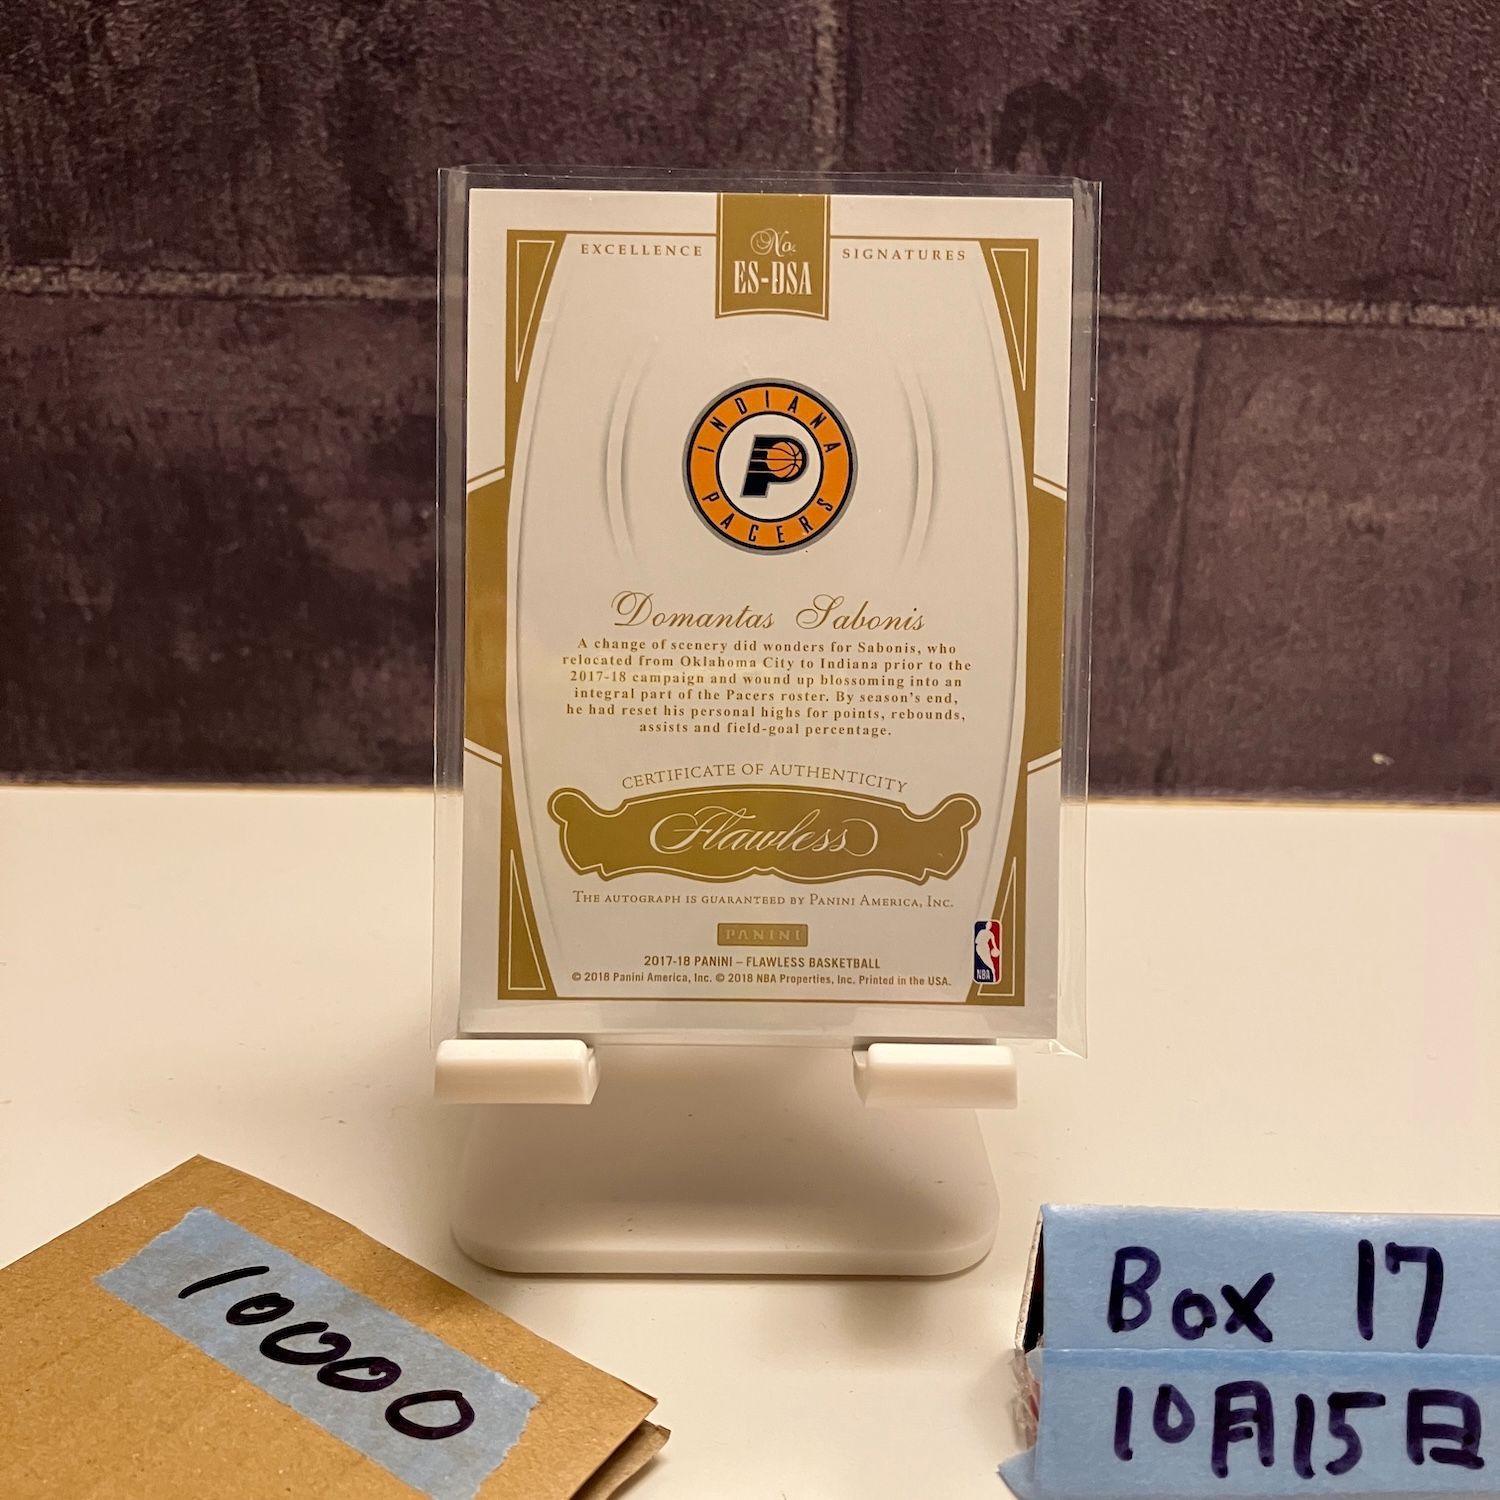 EXCELLENCE
No.
ES-DSA
SIGNATURES
INDIANA
PACERS
Domantas Sabonis
A change of scenery did wonders for Sabonis, who
relocated from Oklahoma City to Indiana prior to the
2017-18 campaign and wound up blossoming into an
integral part of the Pacers roster. By season's end,
he had reset his personal highs for points, rebounds,
assists and field-goal percentage.
CERTIFICATE OF AUTHENTICITY
Flawless
THE AUTOGRAPH IS GUARANTEED BY PANINI AMERICA, INC.
PANINI
NBA
2017-18 PANINI – FLAWLESS BASKETBALL
© 2018 Panini America, Inc. © 2018 NBA Properties, Inc. Printed in the USA.
10000
Box 17
10月15日